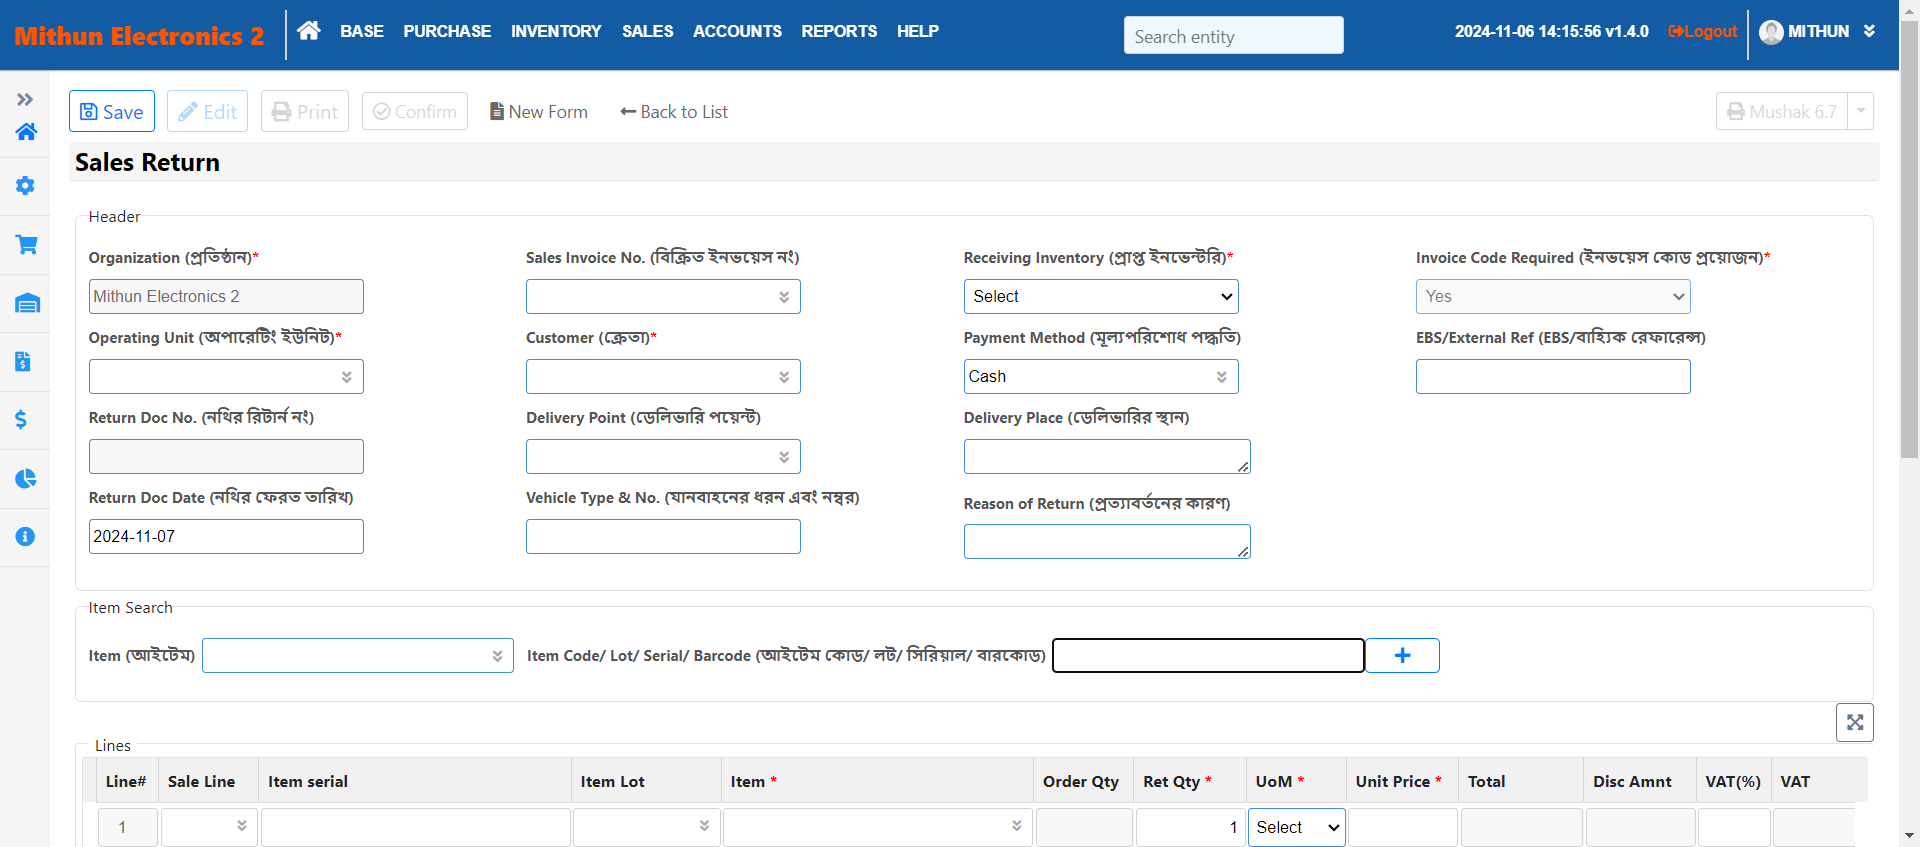 Mithun Electronics 2
BASE PURCHASE INVENTORY SALES ACCOUNTS REPORTS HELP
Search entity
2024-11-06 14:15:56 v1.4.0
Logout
MITHUN
Save Edit Print Confirm New Form Back to List
Mushak 6.7
Sales Return
Header
Organization (প্রতিষ্ঠান)* Sales Invoice No. (বিক্রিত ইনভয়েস নং) Receiving Inventory (প্রাপ্ত ইনভেন্টরি)* Invoice Code Required (ইনভয়েস কোড প্রয়োজন)*
Mithun Electronics 2 Select Yes
Operating Unit (অপারেটিং ইউনিট)* Customer (ক্রেতা)* Payment Method (মূল্যপরিশোধ পদ্ধতি) EBS/External Ref (EBS/বাহ্যিক রেফারেন্স)
Cash
Return Doc No. (নথির রিটার্ন নং) Delivery Point (ডেলিভারি পয়েন্ট) Delivery Place (ডেলিভারির স্থান)
Return Doc Date (নথির ফেরত তারিখ) Vehicle Type & No. (যানবাহনের ধরন এবং নম্বর) Reason of Return (প্রত্যাবর্তনের কারণ)
2024-11-07
Item Search
Item (আইটেম) Item Code/ Lot/ Serial/ Barcode (আইটেম কোড/ লট/ সিরিয়াল/ বারকোড)
Lines
Line# Sale Line Item serial Item Lot Item * Order Qty Ret Qty * UoM * Unit Price * Total Disc Amnt VAT(%) VAT
1 1 Select